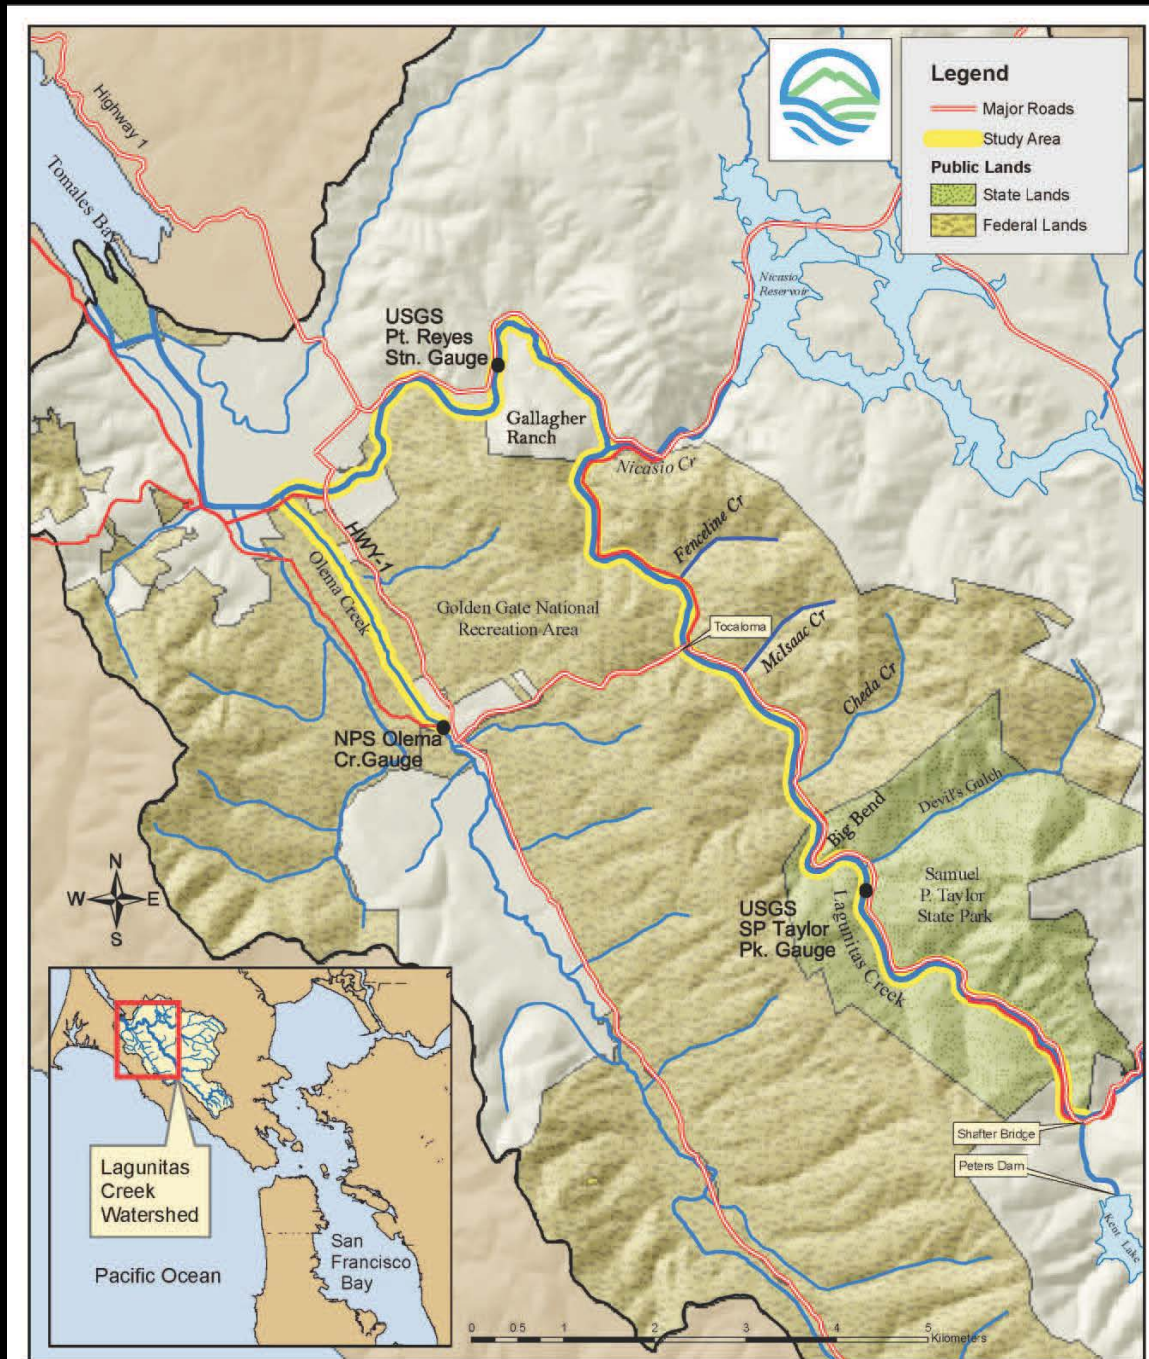 Legend
Major Roads
Study Area
Public Lands
State Lands
Federal Lands
Highway 1
Tomales Bay
Nicasio
Reservoir
USGS
Pt. Reyes
Stn. Gauge
Gallagher
Ranch
Nicasio Cr
Fenceline Cr
HWY-1
Olema Creek
Golden Gate National
Recreation Area
Tocaloma
McIsaac Cr
Cheda Cr
NPS Olema
Cr.Gauge
Devil's Gulch
Big Bend
Samuel
P. Taylor
State Park
USGS
SP Taylor
Pk. Gauge
Lagunitas Creek
N
W E
S
Shafter Bridge
Peters Dam
Kent Lake
Lagunitas
Creek
Watershed
San
Francisco
Bay
Pacific Ocean
0 0.5 1 2 3 4 5
Kilometers